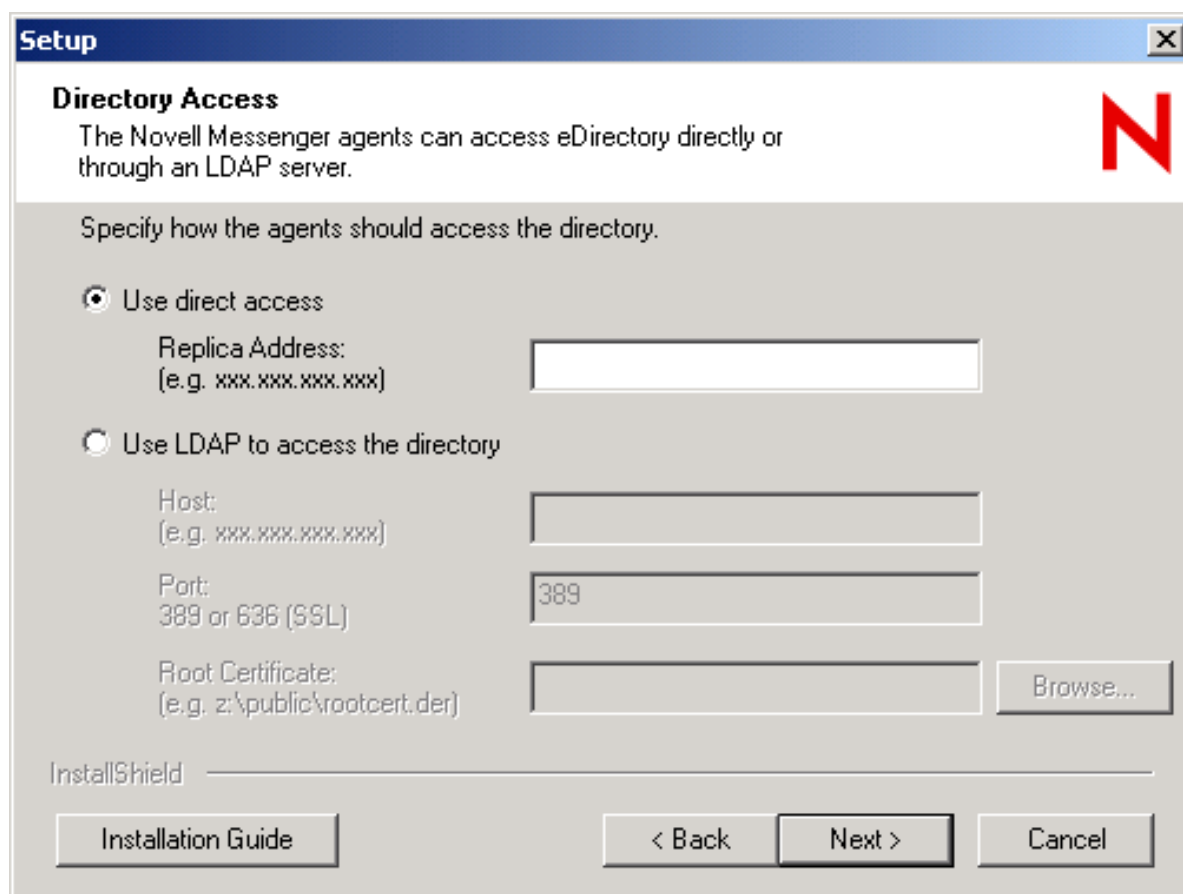 Setup
Directory Access
The Novell Messenger agents can access eDirectory directly or
through an LDAP server.
N
Specify how the agents should access the directory.
Use direct access
Replica Address:
(e.g. xxx.xxx.xxx.xxx)
Use LDAP to access the directory
Host:
(e.g. xxx.xxx.xxx.xxx)
Port:
389 or 636 (SSL)
389
Root Certificate:
(e.g. z:\public\rootcert.der)
Browse...
InstallShield
Installation Guide
< Back
Next >
Cancel